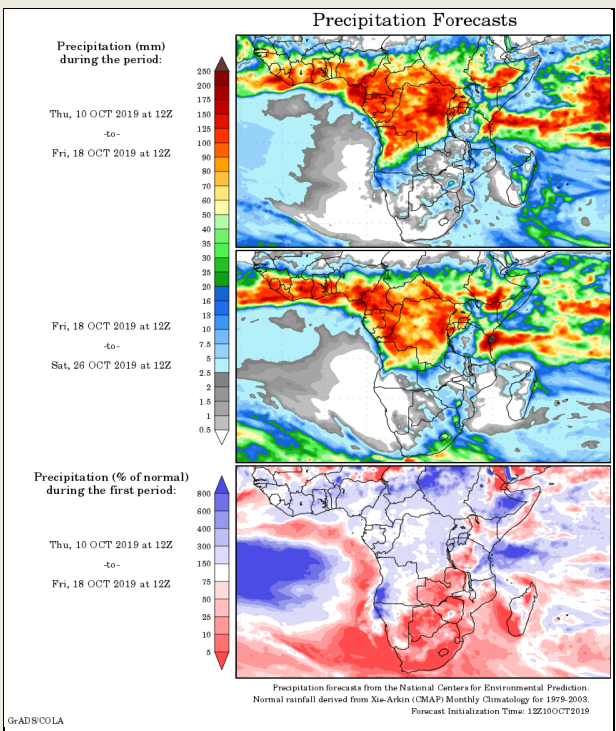 Precipitation Forecasts
Precipitation (mm)
during the period:
Thu, 10 OCT 2019 at 12Z
-to-
Fri, 18 OCT 2019 at 12Z
250
200
175
150
125
100
90
80
70
60
50
40
35
30
25
20
16
13
10
7.5
5
2.5
2
1.5
1
0.5
Fri, 18 OCT 2019 at 12Z
-to-
Sat, 26 OCT 2019 at 12Z
Precipitation (% of normal)
during the first period:
Thu, 10 OCT 2019 at 12Z
-to-
Fri, 18 OCT 2019 at 12Z
800
600
400
300
150
75
50
25
10
5
Precipitation forecasts from the National Centers for Environmental Prediction.
Normal rainfall derived from Xie-Arkin (CMAP) Monthly Climatology for 1979-2003.
Forecast Initialization Time: 12Z10OCT2019
GrADS/COLA